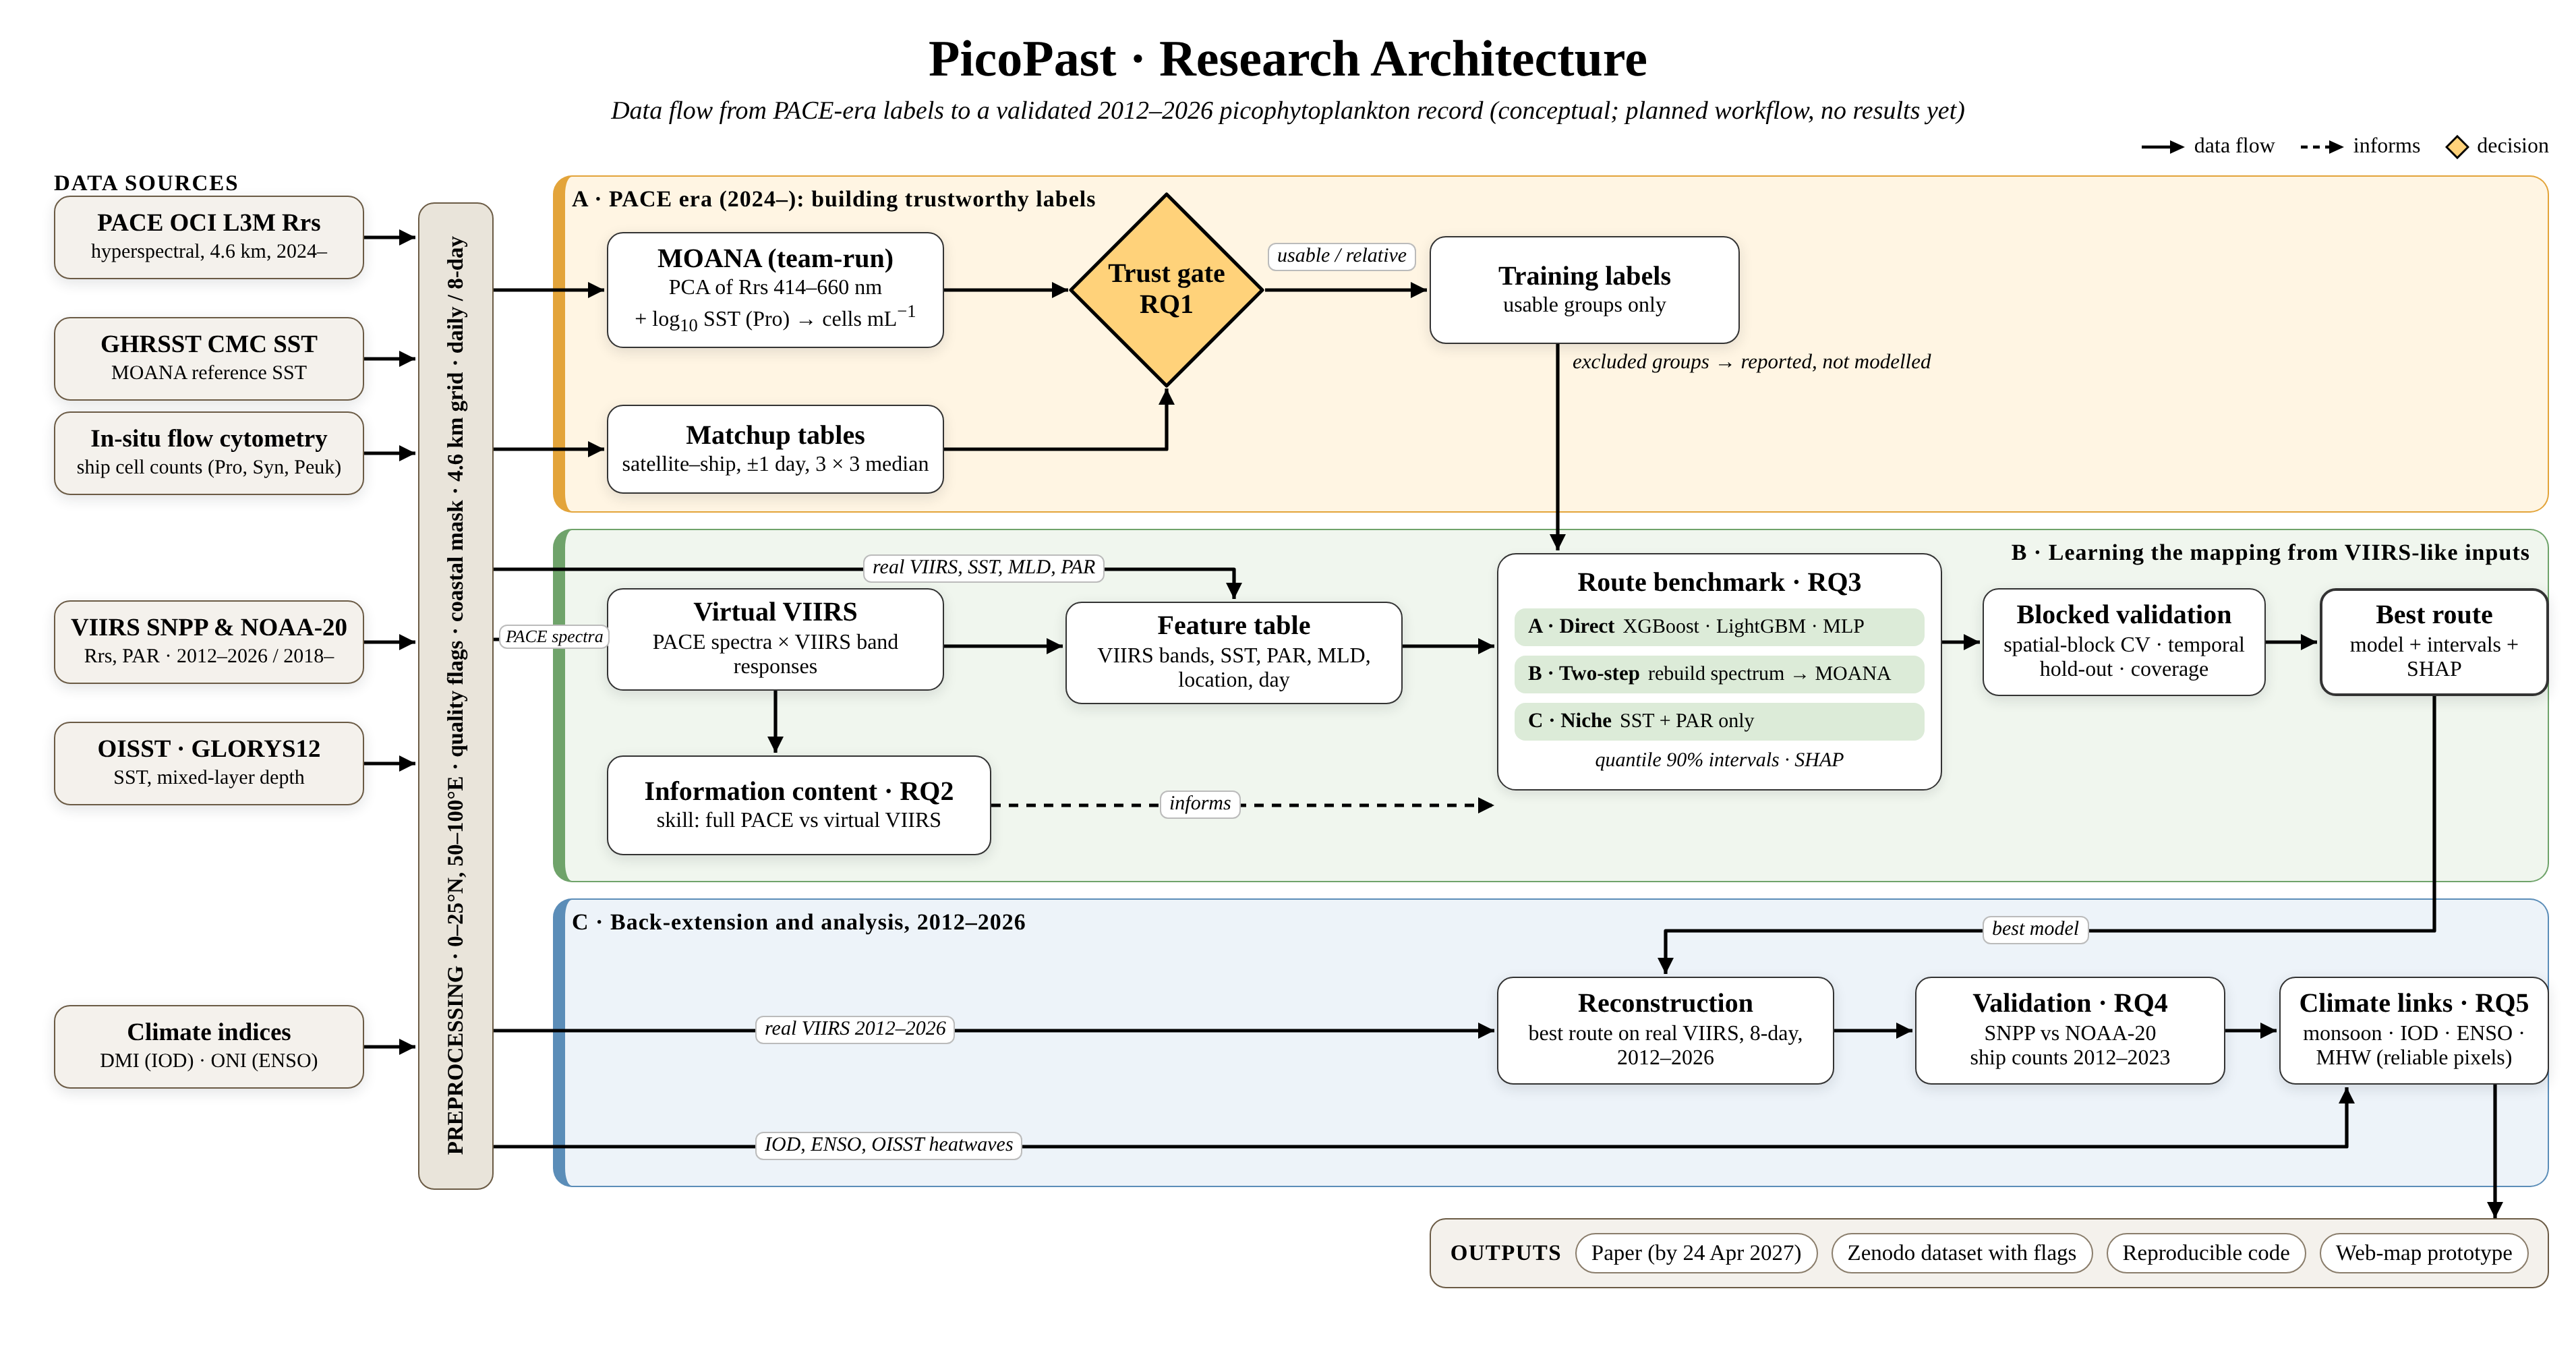 PicoPast · Research Architecture
Data flow from PACE-era labels to a validated 2012–2026 picophytoplankton record (conceptual; planned workflow, no results yet)
data flow
informs
decision
DATA SOURCES
PACE OCI L3M Rrs
hyperspectral, 4.6 km, 2024–
GHRSST CMC SST
MOANA reference SST
In-situ flow cytometry
ship cell counts (Pro, Syn, Peuk)
VIIRS SNPP & NOAA-20
Rrs, PAR · 2012–2026 / 2018–
OISST · GLORYS12
SST, mixed-layer depth
Climate indices
DMI (IOD) · ONI (ENSO)
PREPROCESSING · 0–25°N, 50–100°E · quality flags · coastal mask · 4.6 km grid · daily / 8-day
A · PACE era (2024–): building trustworthy labels
MOANA (team-run)
PCA of Rrs 414–660 nm
+ log10 SST (Pro) → cells mL−1
Trust gate
RQ1
usable / relative
Training labels
usable groups only
excluded groups → reported, not modelled
Matchup tables
satellite–ship, ±1 day, 3 × 3 median
B · Learning the mapping from VIIRS-like inputs
real VIIRS, SST, MLD, PAR
PACE spectra
Virtual VIIRS
PACE spectra × VIIRS band
responses
Feature table
VIIRS bands, SST, PAR, MLD,
location, day
Route benchmark · RQ3
A · Direct XGBoost · LightGBM · MLP
B · Two-step rebuild spectrum → MOANA
C · Niche SST + PAR only
quantile 90% intervals · SHAP
Blocked validation
spatial-block CV · temporal
hold-out · coverage
Best route
model + intervals +
SHAP
Information content · RQ2
skill: full PACE vs virtual VIIRS
informs
C · Back-extension and analysis, 2012–2026
best model
real VIIRS 2012–2026
Reconstruction
best route on real VIIRS, 8-day,
2012–2026
Validation · RQ4
SNPP vs NOAA-20
ship counts 2012–2023
Climate links · RQ5
monsoon · IOD · ENSO ·
MHW (reliable pixels)
IOD, ENSO, OISST heatwaves
OUTPUTS
Paper (by 24 Apr 2027)
Zenodo dataset with flags
Reproducible code
Web-map prototype